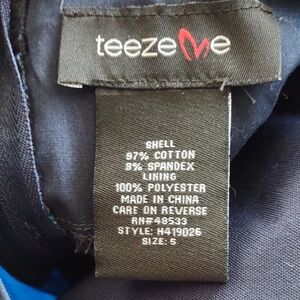 teezeMe
SHELL
97% COTTON
3% SPANDEX
LINING
100% POLYESTER
MADE IN CHINA
CARE ON REVERSE
RN#48533
STYLE: H419026
SIZE: S